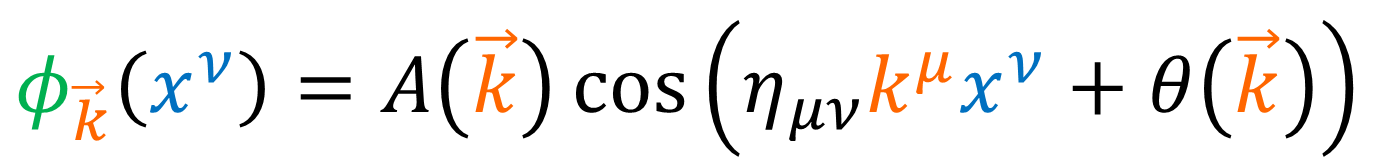 ϕ_k⃗(x^ν) = A(k⃗) cos(η_μν k^μ x^ν + θ(k⃗))